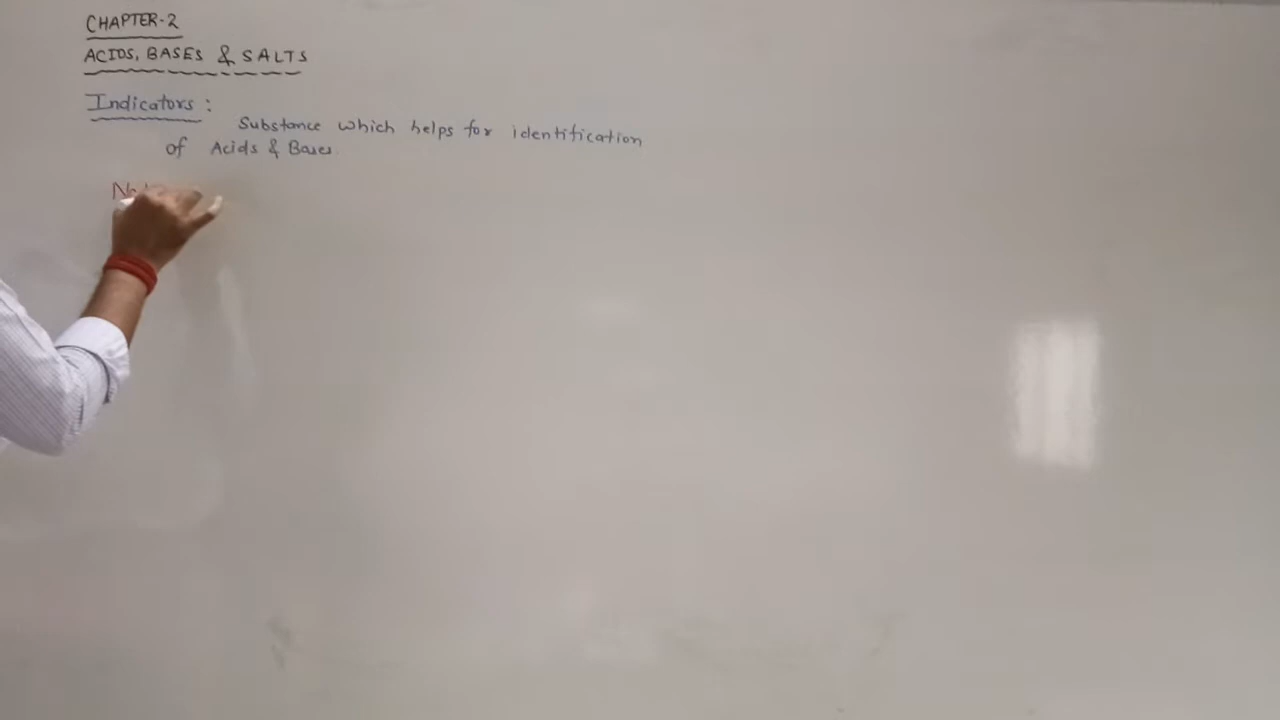 CHAPTER-2
ACIDS, BASES & SALTS
Indicators :
Substance which helps for identification
of Acids & Bases.